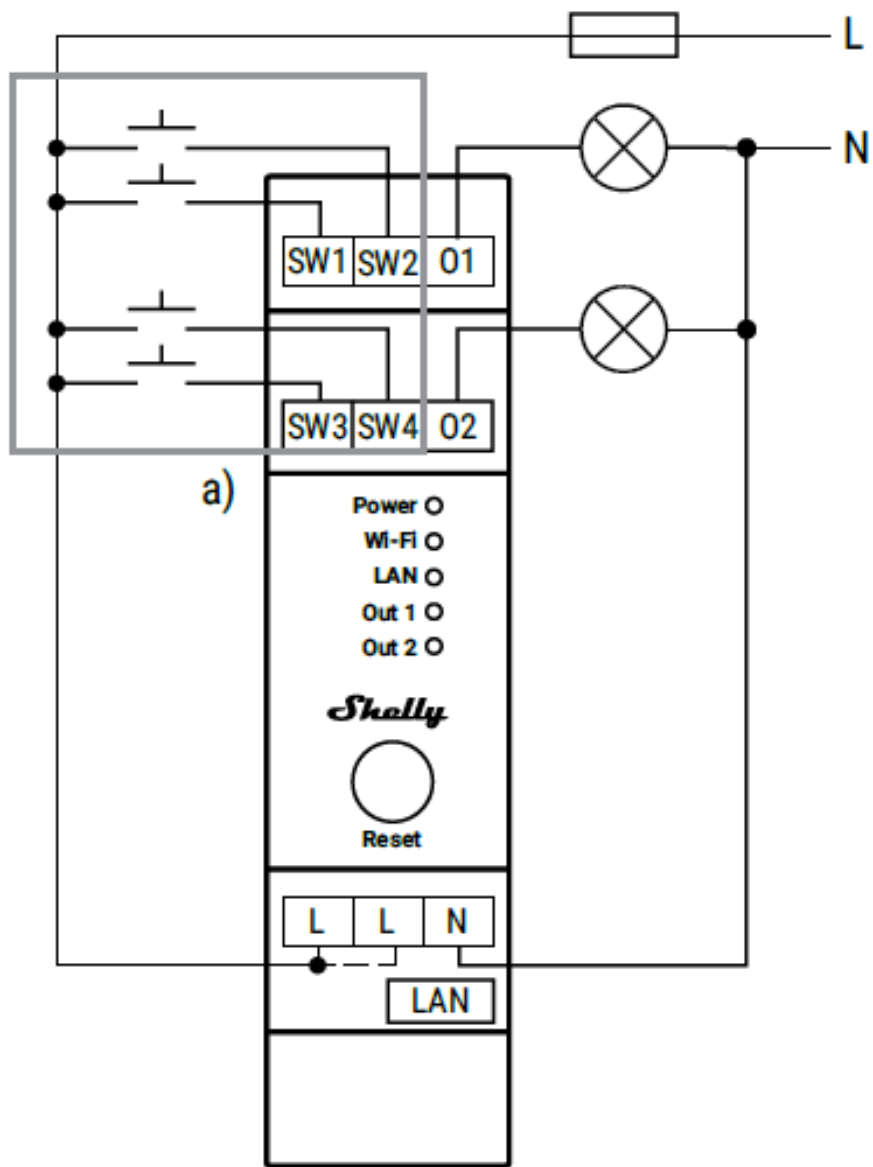 L
N
SW1 SW2 O1
SW3 SW4 O2
a)
Power
Wi-Fi
LAN
Out 1
Out 2
Shelly
Reset
L L N
LAN